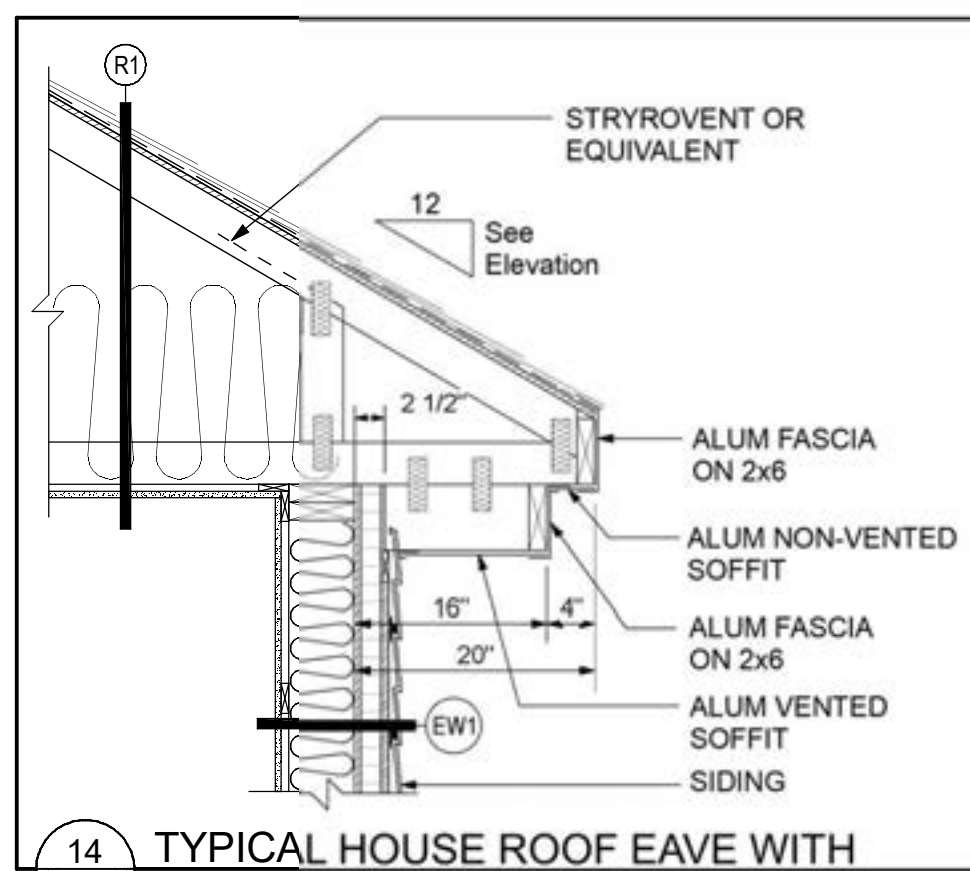 R1
STRYROVENT OR
EQUIVALENT
12
See
Elevation
2 1/2"
ALUM FASCIA
ON 2x6
ALUM NON-VENTED
SOFFIT
16"
4"
ALUM FASCIA
ON 2x6
20"
ALUM VENTED
SOFFIT
EW1
SIDING
14 TYPICAL HOUSE ROOF EAVE WITH